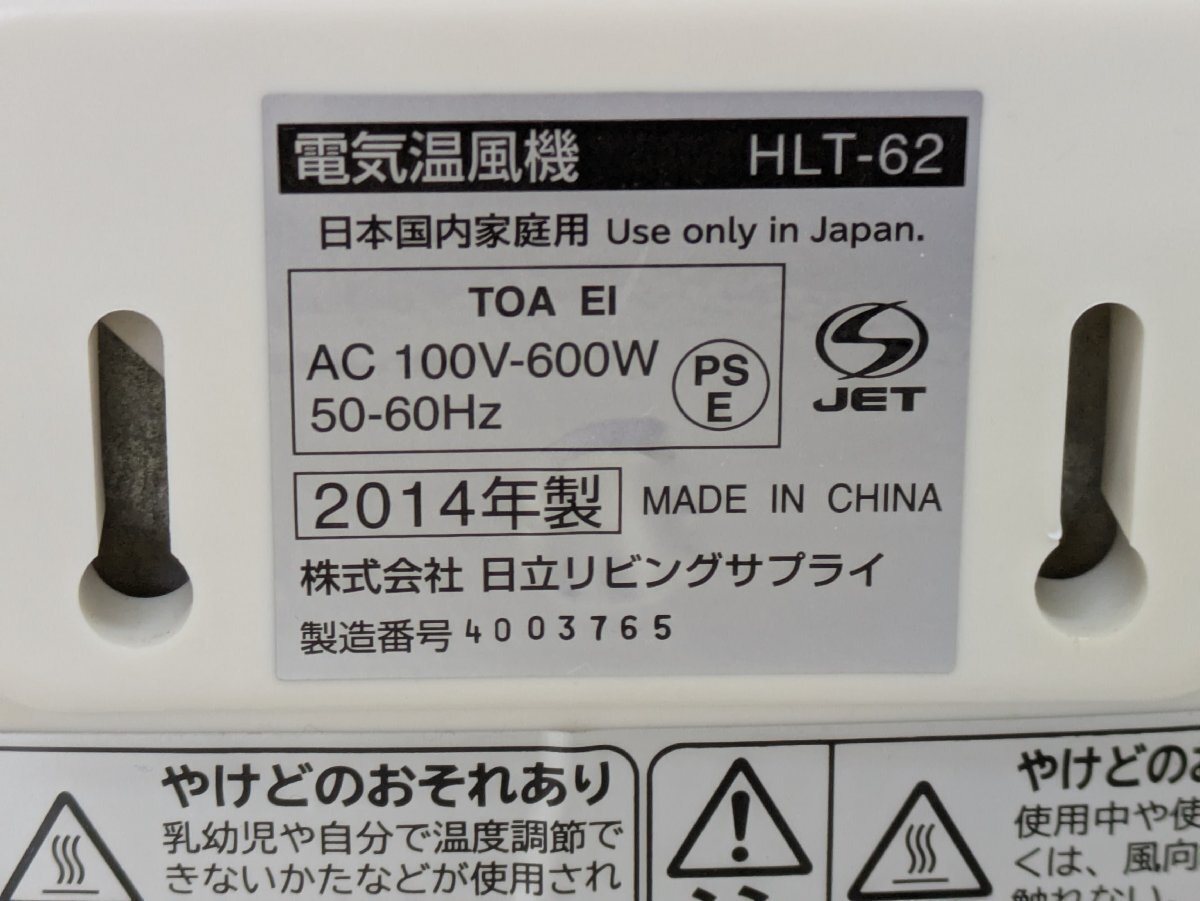 電気温風機 HLT-62
日本国内家庭用 Use only in Japan.
TOA EI
AC 100V-600W
50-60Hz
PS
E
JET
2014年製 MADE IN CHINA
株式会社 日立リビングサプライ
製造番号 4003765
やけどのおそれあり
乳幼児や自分で温度調節で
きないかたなどが使用され
やけどのお
使用中や使
くは、風向
触れない